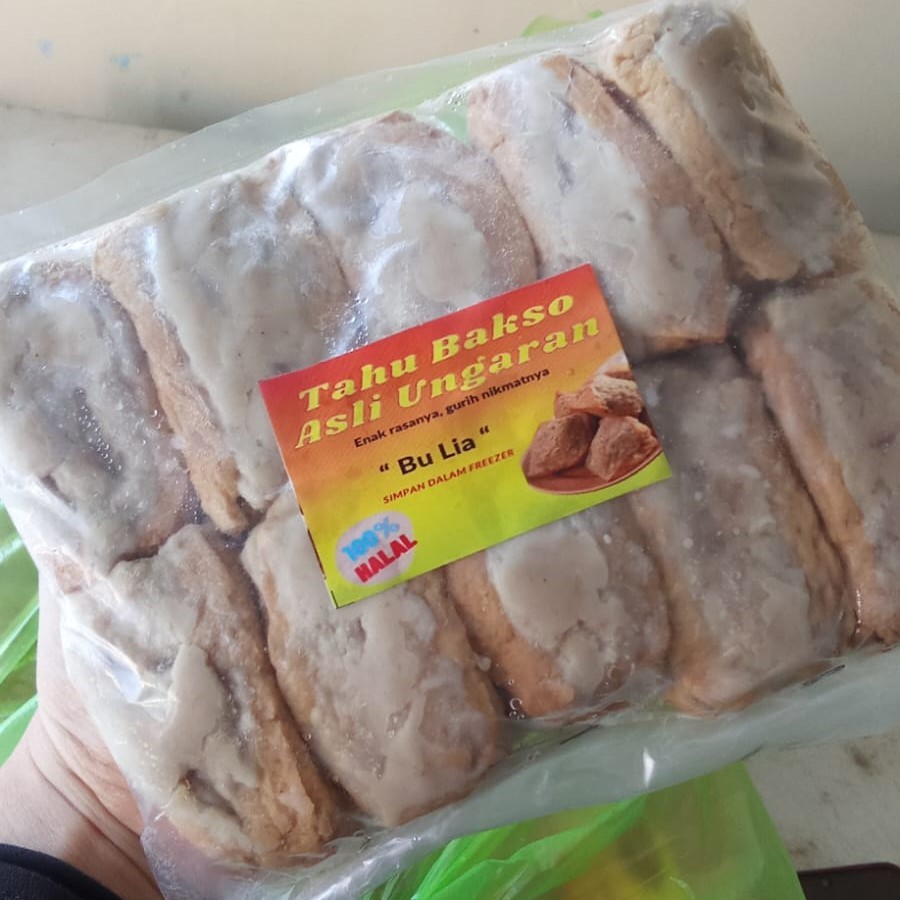 Tahu Bakso
Asli Ungaran
Enak rasanya, gurih nikmatnya
“ Bu Lia “
SIMPAN DALAM FREEZER
100%
HALAL